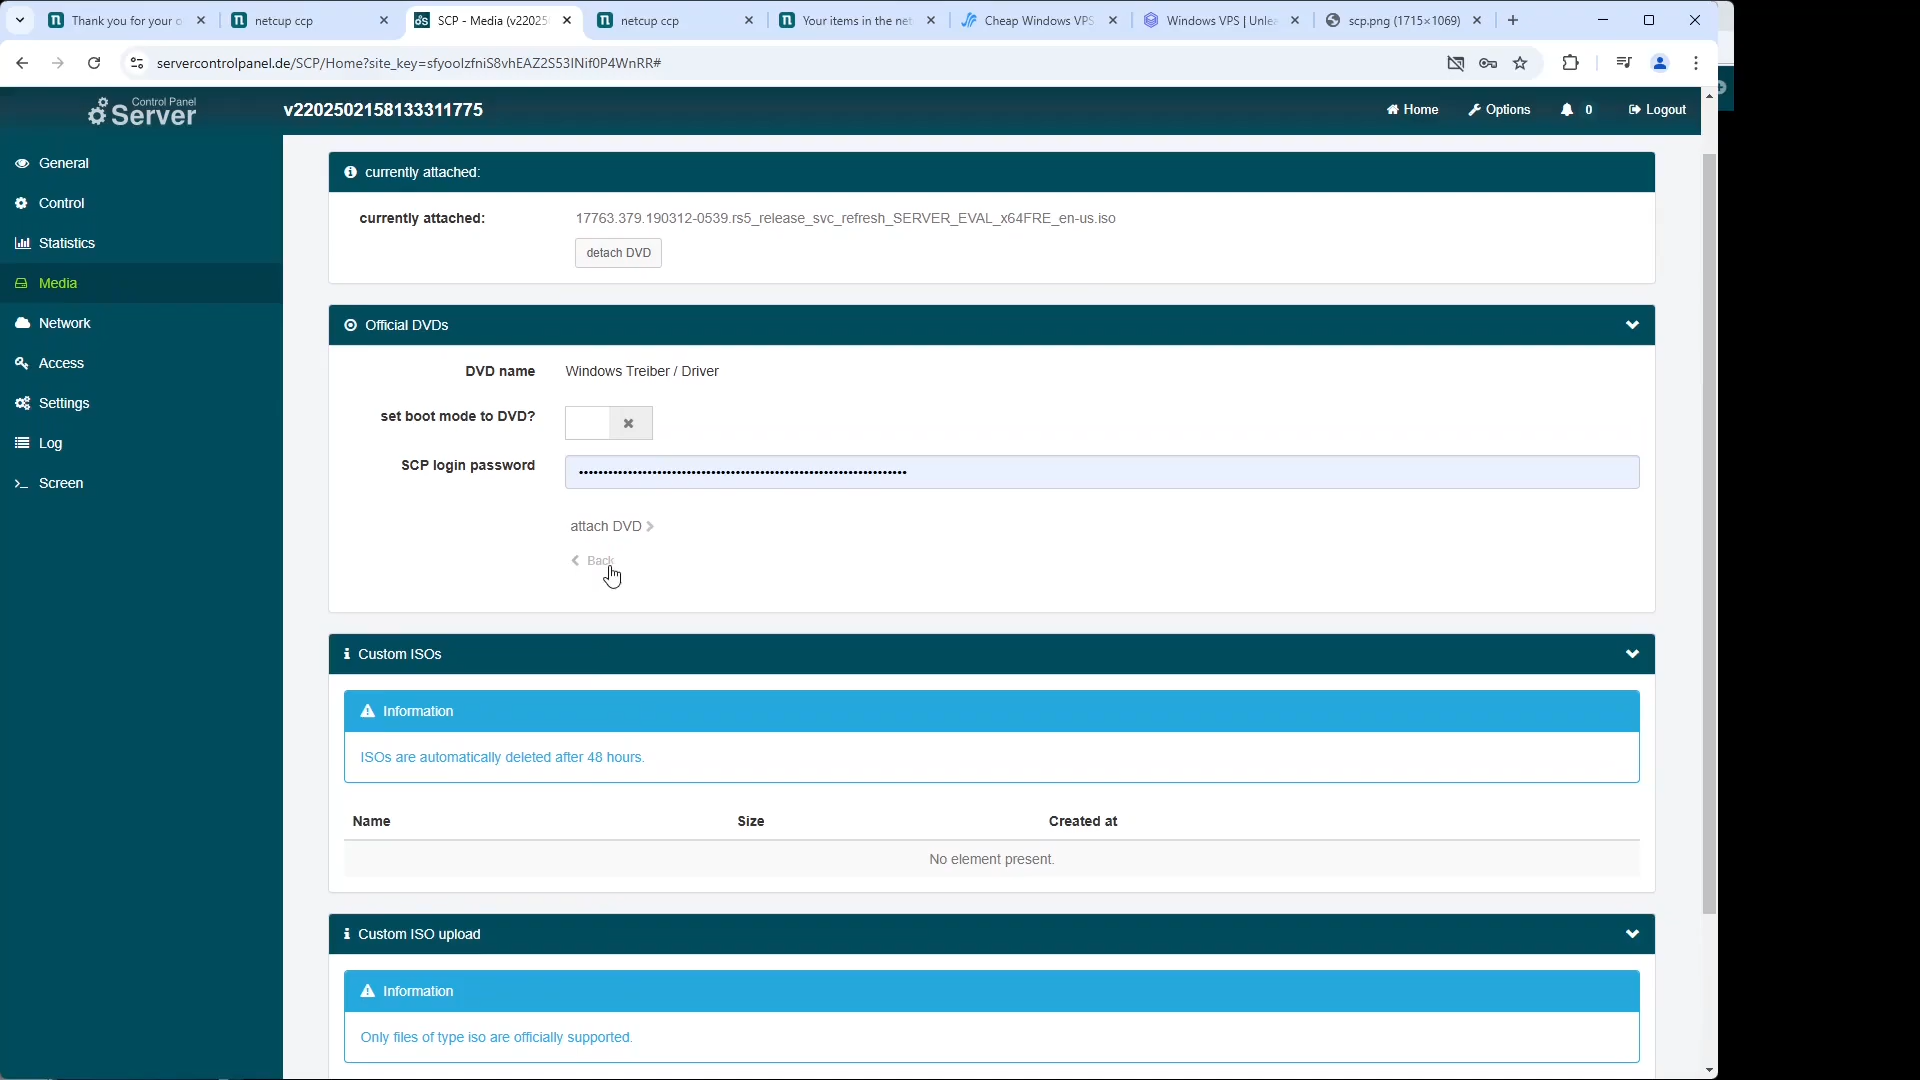 Thank you for your o
netcup ccp
SCP - Media (v22025
netcup ccp
Your items in the net
Cheap Windows VPS
Windows VPS | Unlea
scp.png (1715×1069)
servercontrolpanel.de/SCP/Home?site_key=sfyoolzfniS8vhEAZ2S53INif0P4WnRR#
Control Panel
Server
v2202502158133311775
Home
Options
0
Logout
General
Control
Statistics
Media
Network
Access
Settings
Log
Screen
currently attached:
currently attached:
17763.379.190312-0539.rs5_release_svc_refresh_SERVER_EVAL_x64FRE_en-us.iso
detach DVD
Official DVDs
DVD name
Windows Treiber / Driver
set boot mode to DVD?
SCP login password
attach DVD
Back
Custom ISOs
Information
ISOs are automatically deleted after 48 hours.
Name Size Created at
No element present.
Custom ISO upload
Information
Only files of type iso are officially supported.